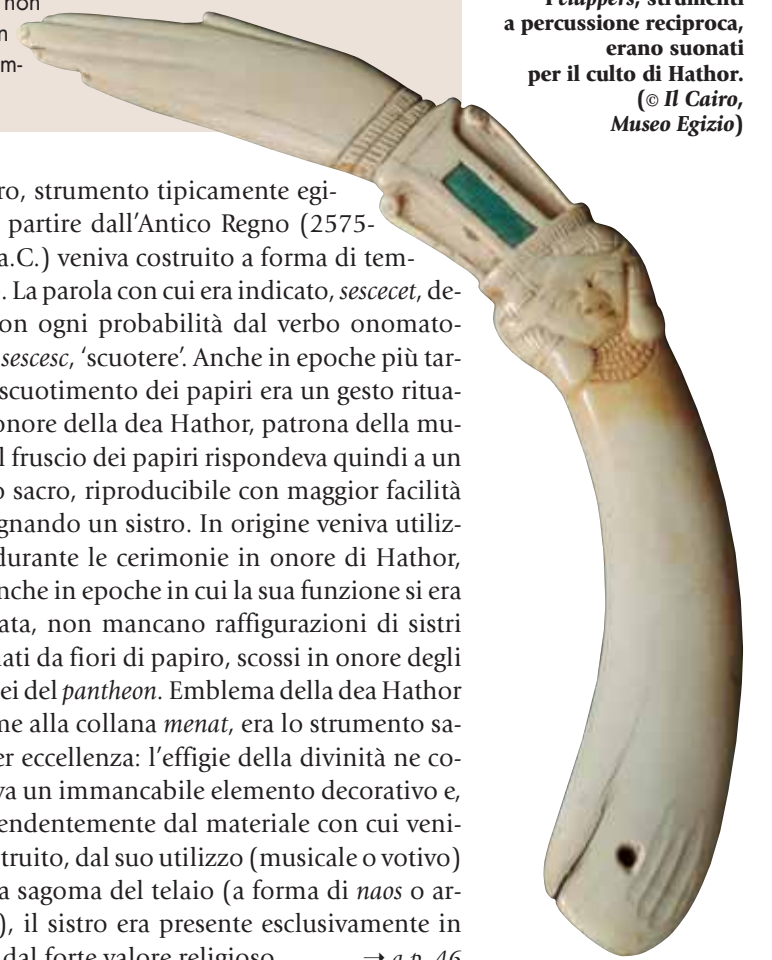 non
n
m-
I clappers, strumenti
a percussione reciproca,
erano suonati
per il culto di Hathor.
(© Il Cairo,
Museo Egizio)
ro, strumento tipicamente egi-
partire dall'Antico Regno (2575-
a.C.) veniva costruito a forma di tem-
. La parola con cui era indicato, sescecet, de-
on ogni probabilità dal verbo onomato-
sescesc, 'scuotere'. Anche in epoche più tar-
scuotimento dei papiri era un gesto ritua-
onore della dea Hathor, patrona della mu-
l fruscio dei papiri rispondeva quindi a un
o sacro, riproducibile con maggior facilità
gnando un sistro. In origine veniva utiliz-
durante le cerimonie in onore di Hathor,
nche in epoche in cui la sua funzione si era
ata, non mancano raffigurazioni di sistri
ati da fiori di papiro, scossi in onore degli
ei del pantheon. Emblema della dea Hathor
me alla collana menat, era lo strumento sa-
er eccellenza: l'effigie della divinità ne co-
va un immancabile elemento decorativo e,
endentemente dal materiale con cui veni-
truito, dal suo utilizzo (musicale o votivo)
a sagoma del telaio (a forma di naos o ar-
), il sistro era presente esclusivamente in
dal forte valore religioso. → a p. 46